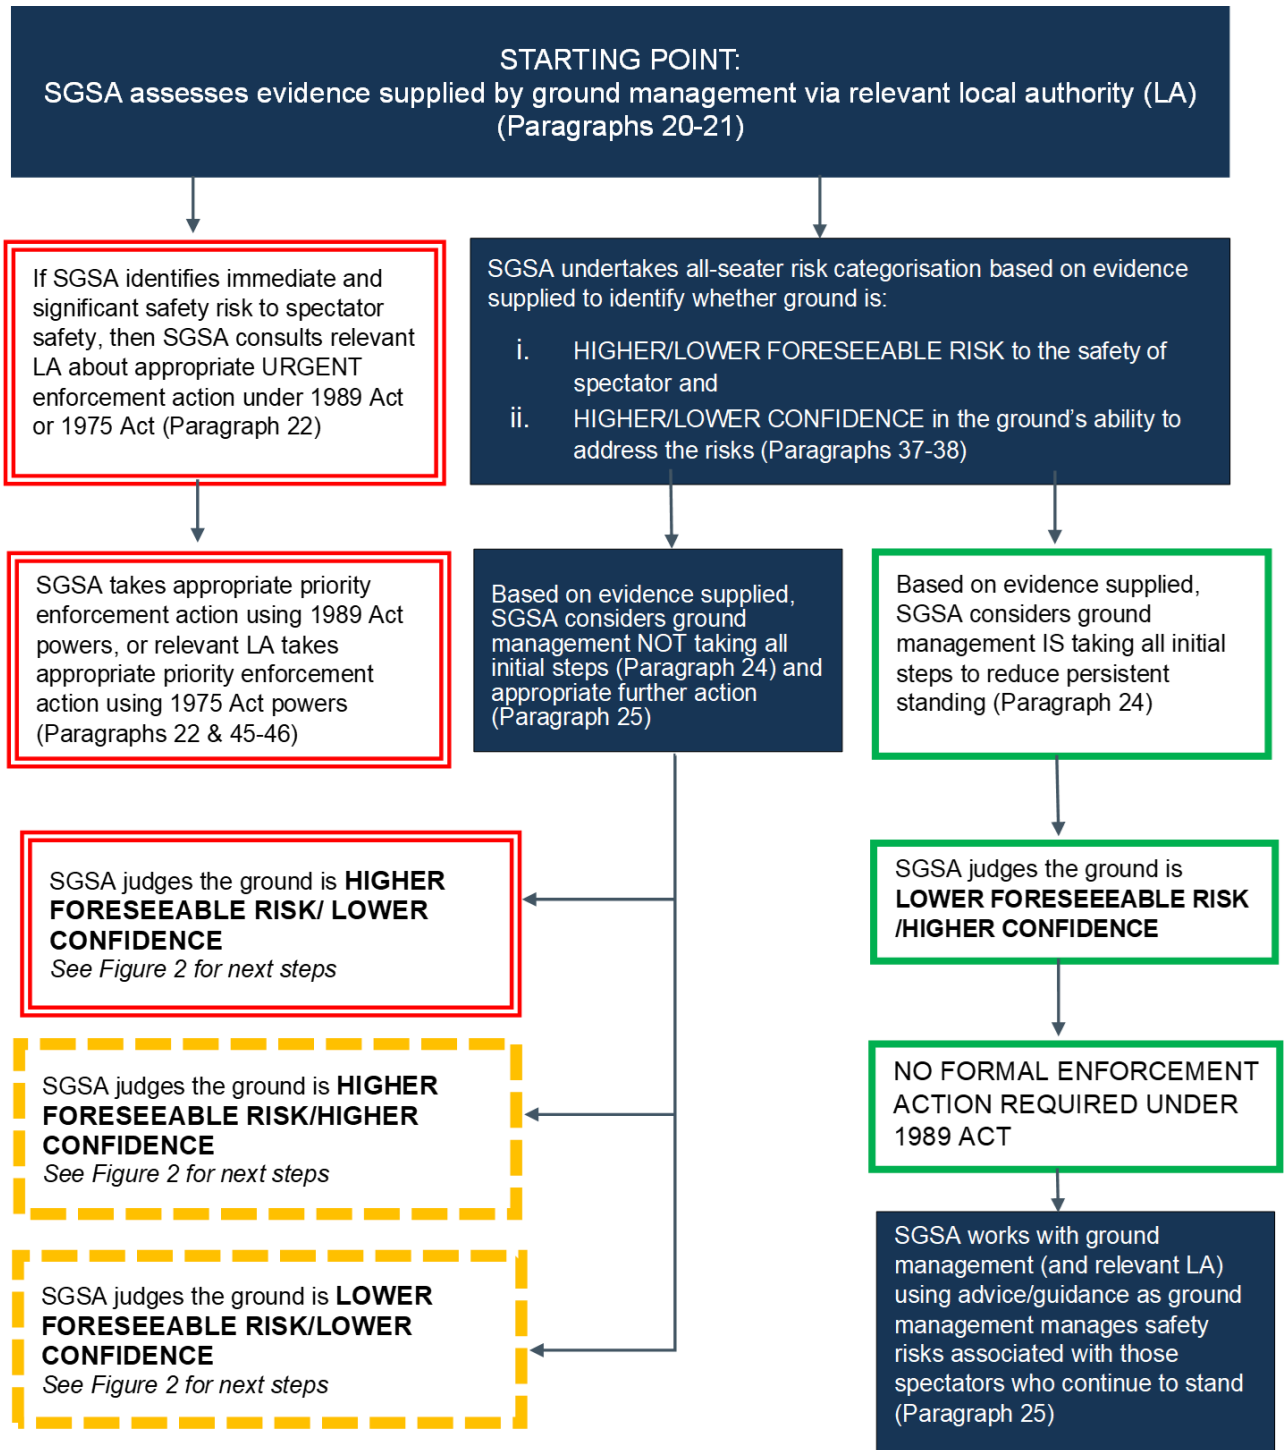 STARTING POINT:
SGSA assesses evidence supplied by ground management via relevant local authority (LA)
(Paragraphs 20-21)
If SGSA identifies immediate and
significant safety risk to spectator
safety, then SGSA consults relevant
LA about appropriate URGENT
enforcement action under 1989 Act
or 1975 Act (Paragraph 22)
SGSA undertakes all-seater risk categorisation based on evidence
supplied to identify whether ground is:
i. HIGHER/LOWER FORESEEABLE RISK to the safety of
spectator and
ii. HIGHER/LOWER CONFIDENCE in the ground’s ability to
address the risks (Paragraphs 37-38)
SGSA takes appropriate priority
enforcement action using 1989 Act
powers, or relevant LA takes
appropriate priority enforcement
action using 1975 Act powers
(Paragraphs 22 & 45-46)
Based on evidence supplied,
SGSA considers ground
management NOT taking all
initial steps (Paragraph 24) and
appropriate further action
(Paragraph 25)
Based on evidence supplied,
SGSA considers ground
management IS taking all initial
steps to reduce persistent
standing (Paragraph 24)
SGSA judges the ground is HIGHER
FORESEEABLE RISK/ LOWER
CONFIDENCE
See Figure 2 for next steps
SGSA judges the ground is HIGHER
FORESEEABLE RISK/HIGHER
CONFIDENCE
See Figure 2 for next steps
SGSA judges the ground is LOWER
FORESEEABLE RISK/LOWER
CONFIDENCE
See Figure 2 for next steps
SGSA judges the ground is
LOWER FORESEEEABLE RISK
/HIGHER CONFIDENCE
NO FORMAL ENFORCEMENT
ACTION REQUIRED UNDER
1989 ACT
SGSA works with ground
management (and relevant LA)
using advice/guidance as ground
management manages safety
risks associated with those
spectators who continue to stand
(Paragraph 25)